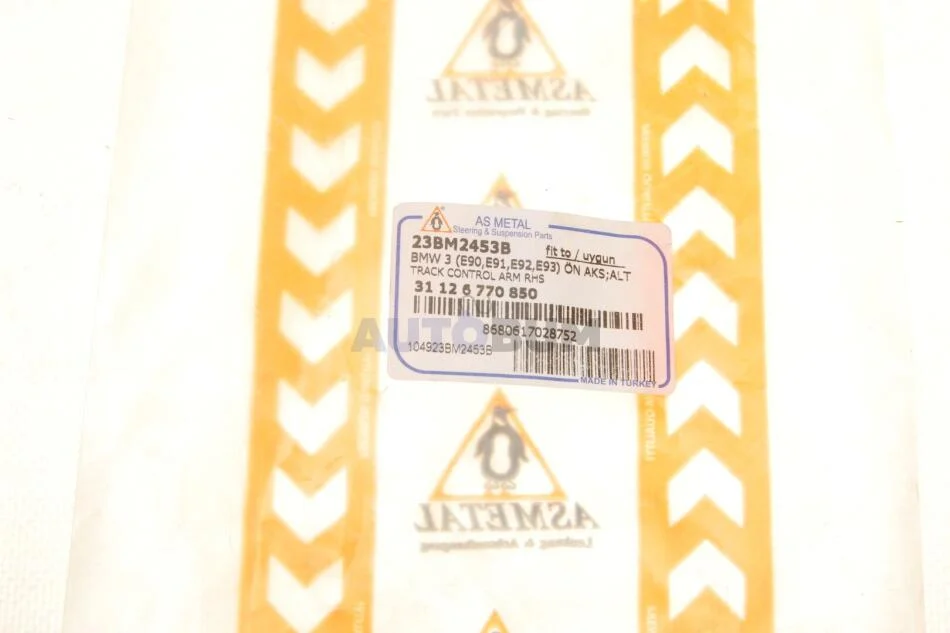 ASMETAL
AS METAL
Steering & Suspension Parts
23BM2453B fit to / uygun
BMW 3 (E90,E91,E92,E93) ÖN AKS;ALT
TRACK CONTROL ARM RHS
31 12 6 770 850
AUTOBUM
8680617028752
104923BM2453B
MADE IN TURKEY
ASMETAL